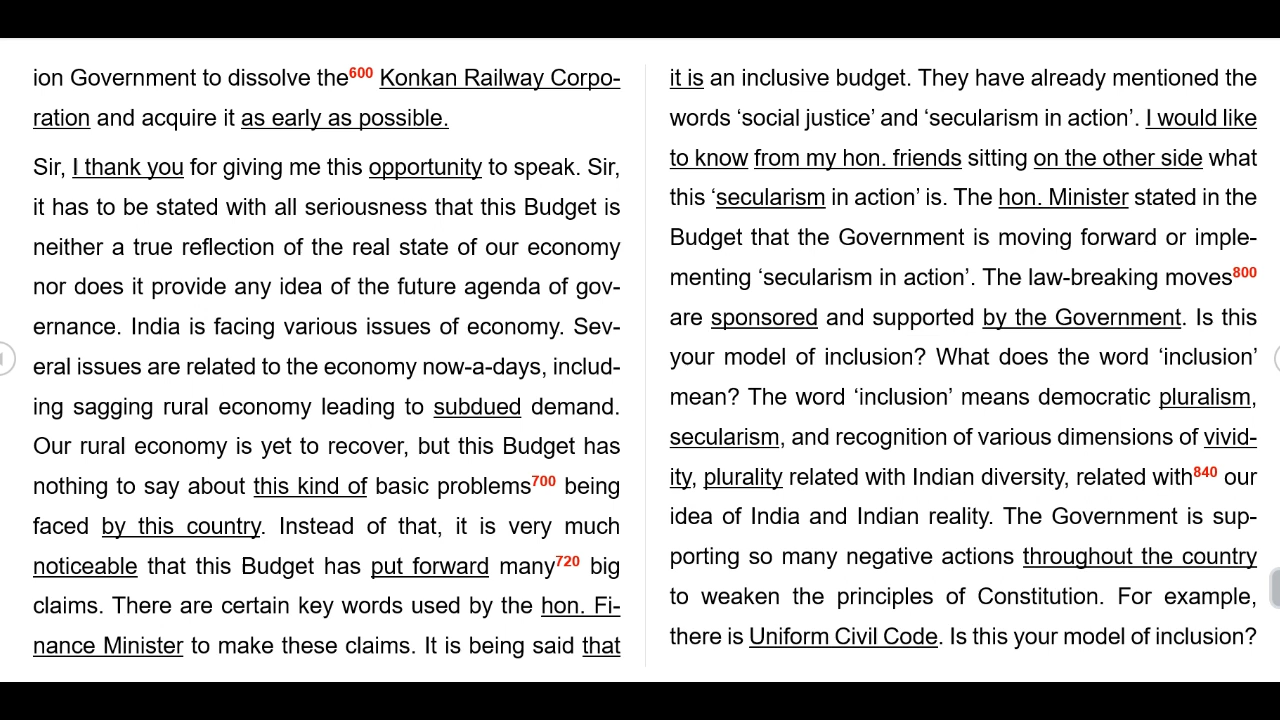 ion Government to dissolve the600 Konkan Railway Corpo-
ration and acquire it as early as possible.
Sir, I thank you for giving me this opportunity to speak. Sir,
it has to be stated with all seriousness that this Budget is
neither a true reflection of the real state of our economy
nor does it provide any idea of the future agenda of gov-
ernance. India is facing various issues of economy. Sev-
eral issues are related to the economy now-a-days, includ-
ing sagging rural economy leading to subdued demand.
Our rural economy is yet to recover, but this Budget has
nothing to say about this kind of basic problems700 being
faced by this country. Instead of that, it is very much
noticeable that this Budget has put forward many720 big
claims. There are certain key words used by the hon. Fi-
nance Minister to make these claims. It is being said that
it is an inclusive budget. They have already mentioned the
words ‘social justice’ and ‘secularism in action’. I would like
to know from my hon. friends sitting on the other side what
this ‘secularism in action’ is. The hon. Minister stated in the
Budget that the Government is moving forward or imple-
menting ‘secularism in action’. The law-breaking moves800
are sponsored and supported by the Government. Is this
your model of inclusion? What does the word ‘inclusion’
mean? The word ‘inclusion’ means democratic pluralism,
secularism, and recognition of various dimensions of vivid-
ity, plurality related with Indian diversity, related with840 our
idea of India and Indian reality. The Government is sup-
porting so many negative actions throughout the country
to weaken the principles of Constitution. For example,
there is Uniform Civil Code. Is this your model of inclusion?